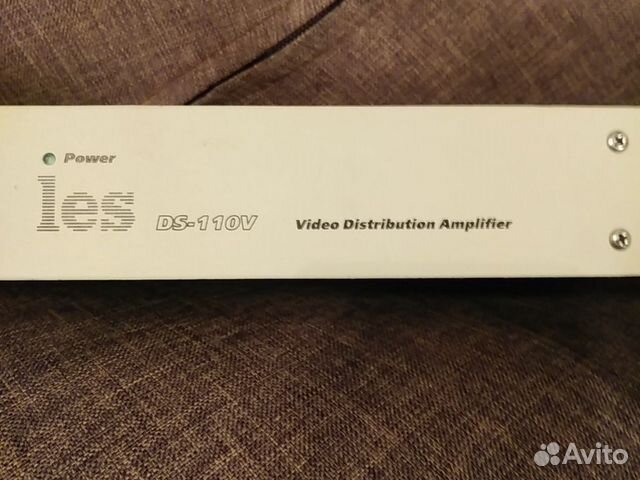 Power
les
DS-110V Video Distribution Amplifier
Avito